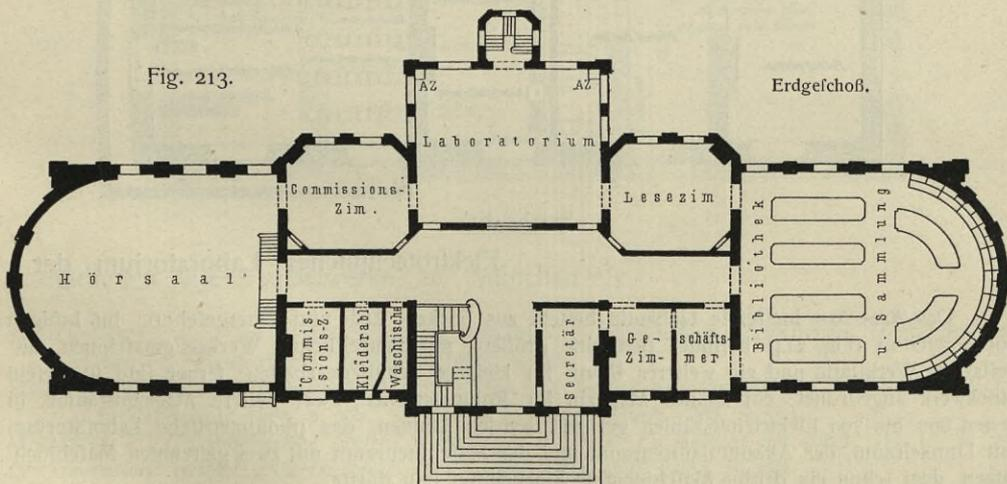 Fig. 213.
Erdgeſchoß.
AZ
AZ
Laboratorium
Commissions-
Zim.
Lesezim
Hörsaal.
Bibliothek
u. Sammlung
Commis-
sions-Z.
Kleiderabl
Waschtische
Secretär
Ge-
Zim-
schäfts-
mer